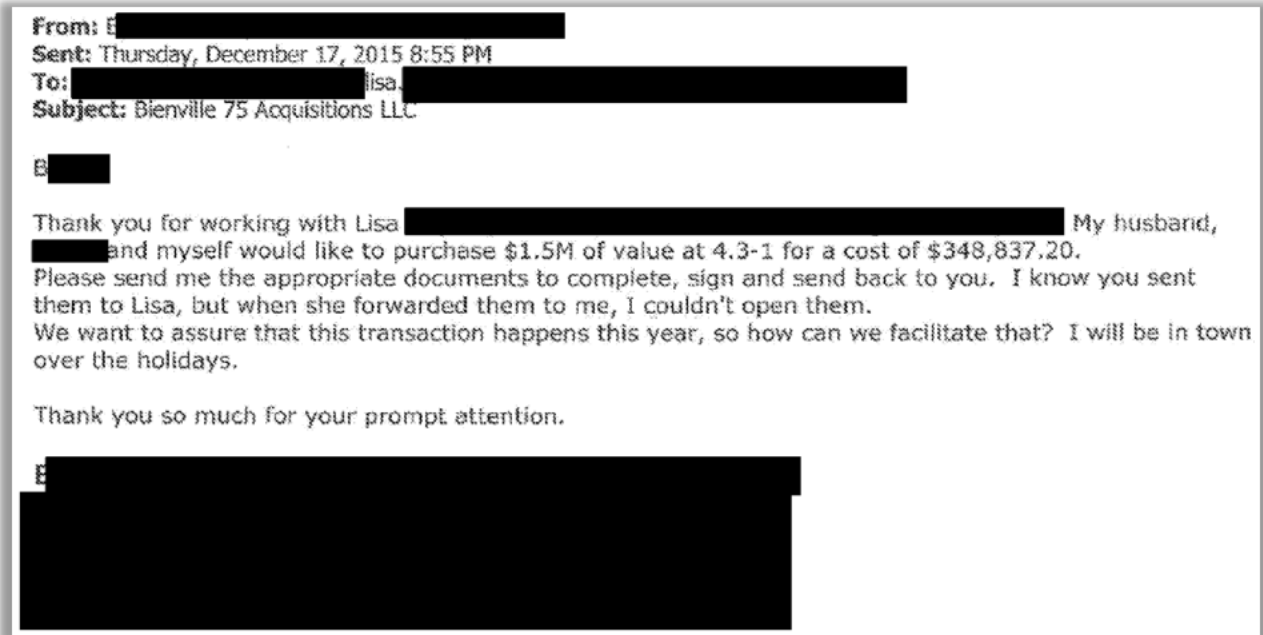 From: E
Sent: Thursday, December 17, 2015 8:55 PM
To: lisa.
Subject: Bienville 75 Acquisitions LLC
B
Thank you for working with Lisa My husband,
and myself would like to purchase $1.5M of value at 4.3-1 for a cost of $348,837.20.
Please send me the appropriate documents to complete, sign and send back to you. I know you sent
them to Lisa, but when she forwarded them to me, I couldn't open them.
We want to assure that this transaction happens this year, so how can we facilitate that? I will be in town
over the holidays.
Thank you so much for your prompt attention.
E